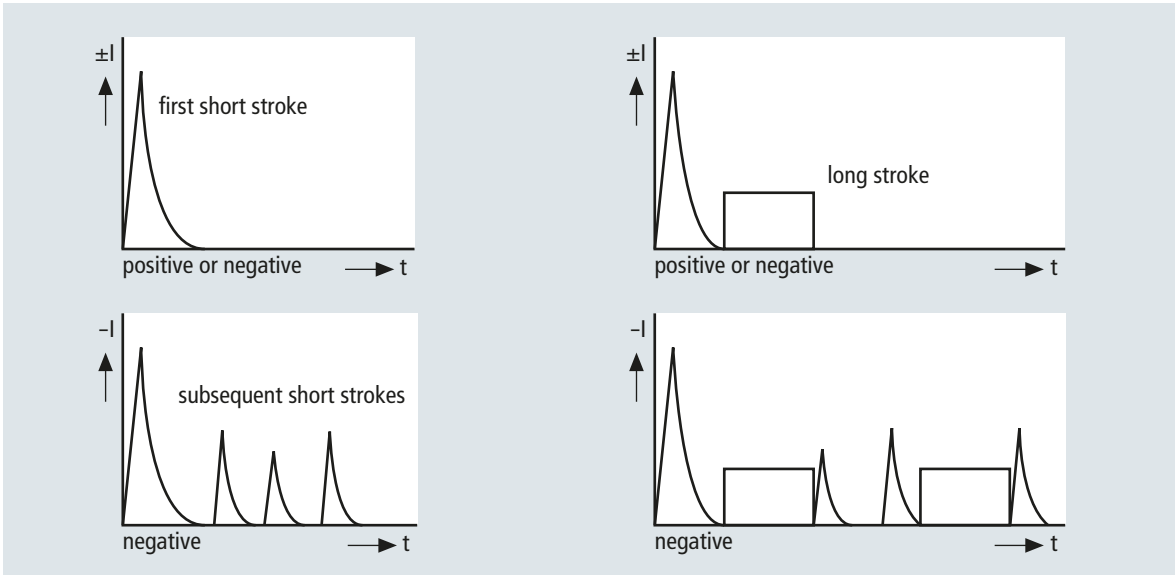 ±I
first short stroke
positive or negative
t
±I
long stroke
positive or negative
t
–I
subsequent short strokes
negative
t
–I
negative
t